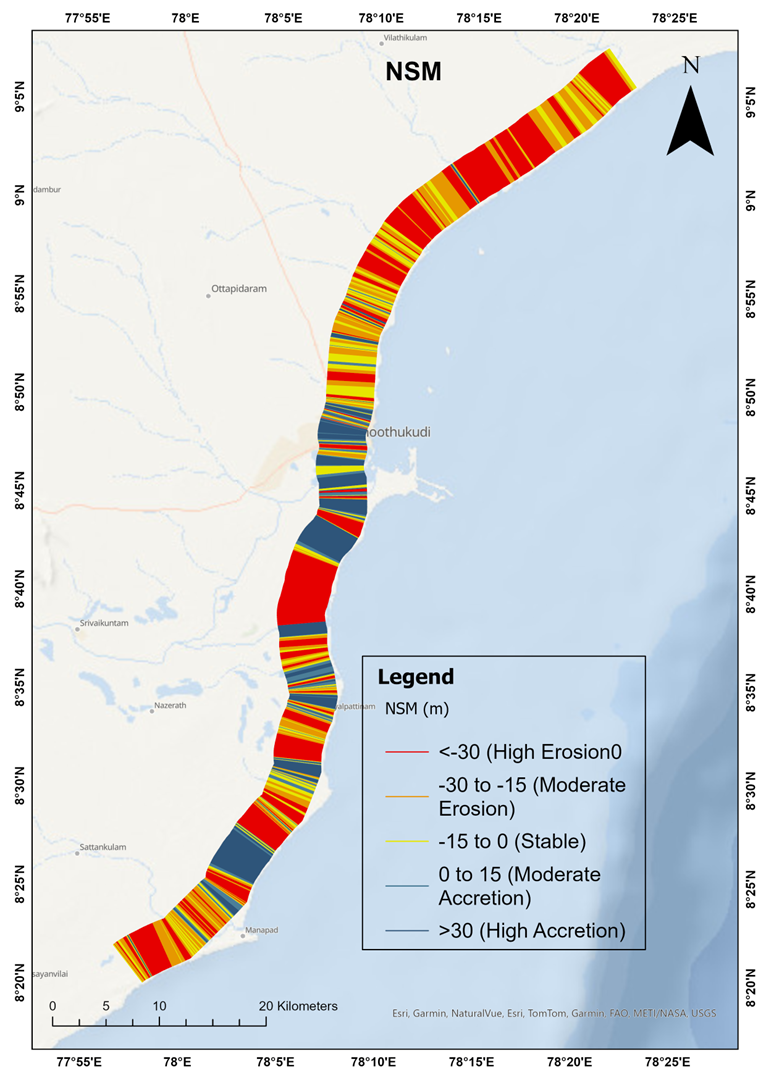 77°55'E 78°E 78°5'E 78°10'E 78°15'E 78°20'E 78°25'E
Vilathikulam
NSM
N
9°5'N 9°5'N
dambur
9°N 9°N
Ottapidaram
8°55'N 8°55'N
8°50'N 8°50'N
hoothukudi
8°45'N 8°45'N
8°40'N 8°40'N
Srivaikuntam
8°35'N 8°35'N
Nazerath
alpattinam
Legend
NSM (m)
<-30 (High Erosion0
-30 to -15 (Moderate
Erosion)
-15 to 0 (Stable)
0 to 15 (Moderate
Accretion)
>30 (High Accretion)
8°30'N 8°30'N
Sattankulam
8°25'N 8°25'N
Manapad
sayanvilai
8°20'N 8°20'N
0 5 10 20 Kilometers
Esri, Garmin, NaturalVue, Esri, TomTom, Garmin, FAO, METI/NASA, USGS
77°55'E 78°E 78°5'E 78°10'E 78°15'E 78°20'E 78°25'E